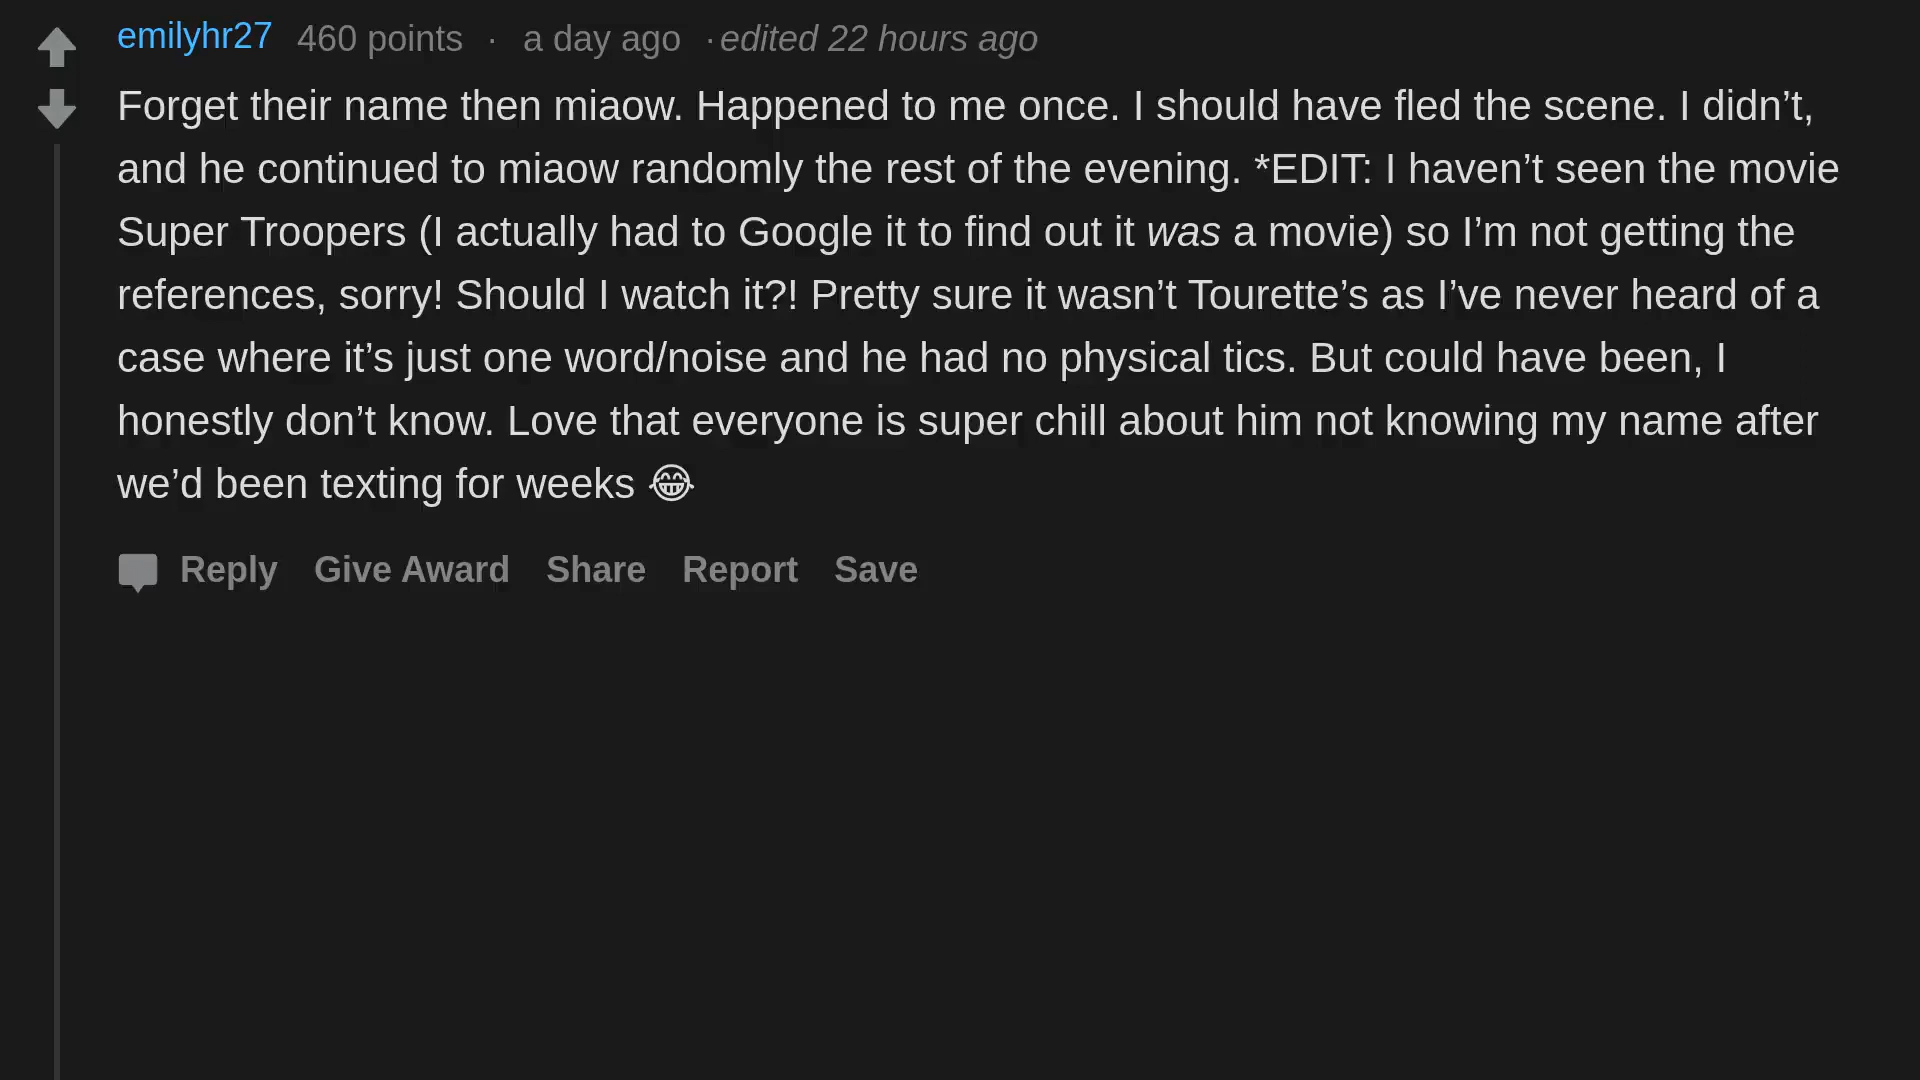 emilyhr27 460 points · a day ago · edited 22 hours ago
Forget their name then miaow. Happened to me once. I should have fled the scene. I didn’t,
and he continued to miaow randomly the rest of the evening. *EDIT: I haven’t seen the movie
Super Troopers (I actually had to Google it to find out it was a movie) so I’m not getting the
references, sorry! Should I watch it?! Pretty sure it wasn’t Tourette’s as I’ve never heard of a
case where it’s just one word/noise and he had no physical tics. But could have been, I
honestly don’t know. Love that everyone is super chill about him not knowing my name after
we’d been texting for weeks 😂
Reply Give Award Share Report Save